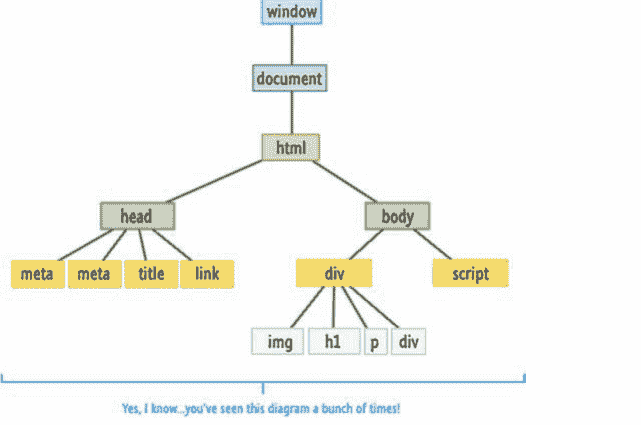 window
document
html
head body
meta meta title link div script
img h1 p div
Yes, I know...you've seen this diagram a bunch of times!